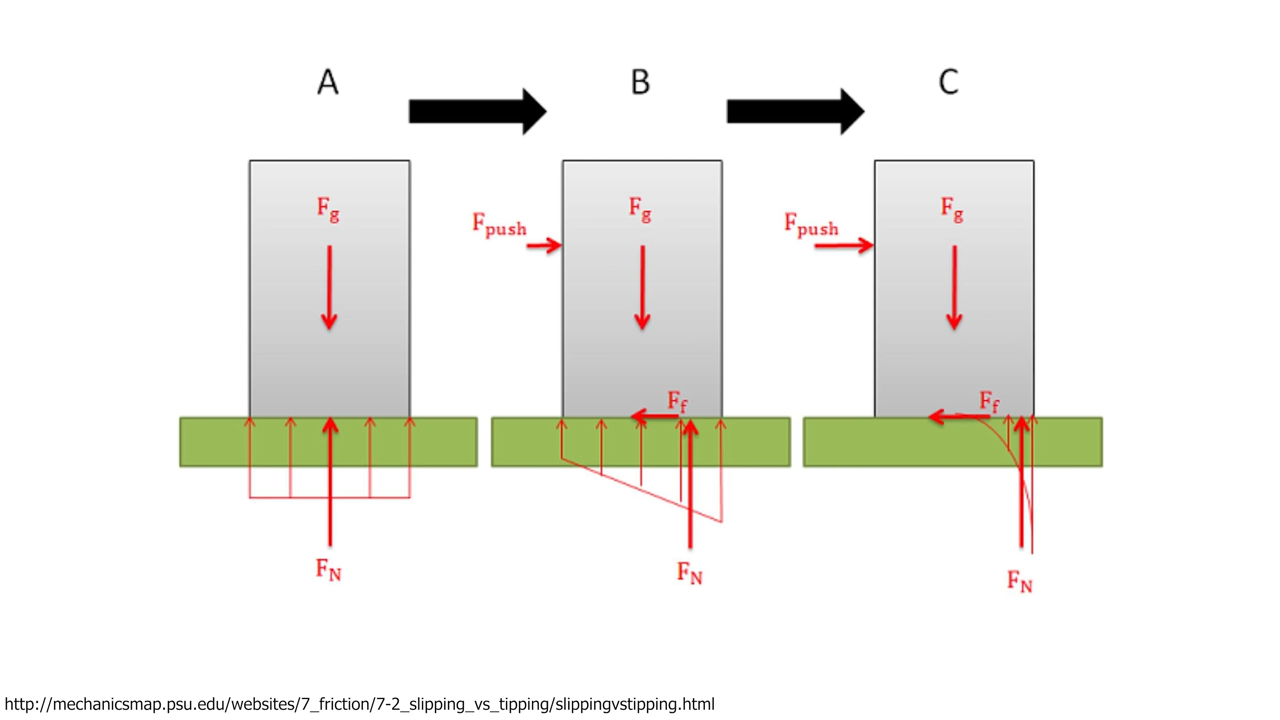 A
B
C
Fg
Fpush
Fg
Fpush
Fg
Ff
Ff
FN
FN
FN
http://mechanicsmap.psu.edu/websites/7_friction/7-2_slipping_vs_tipping/slippingvstipping.html